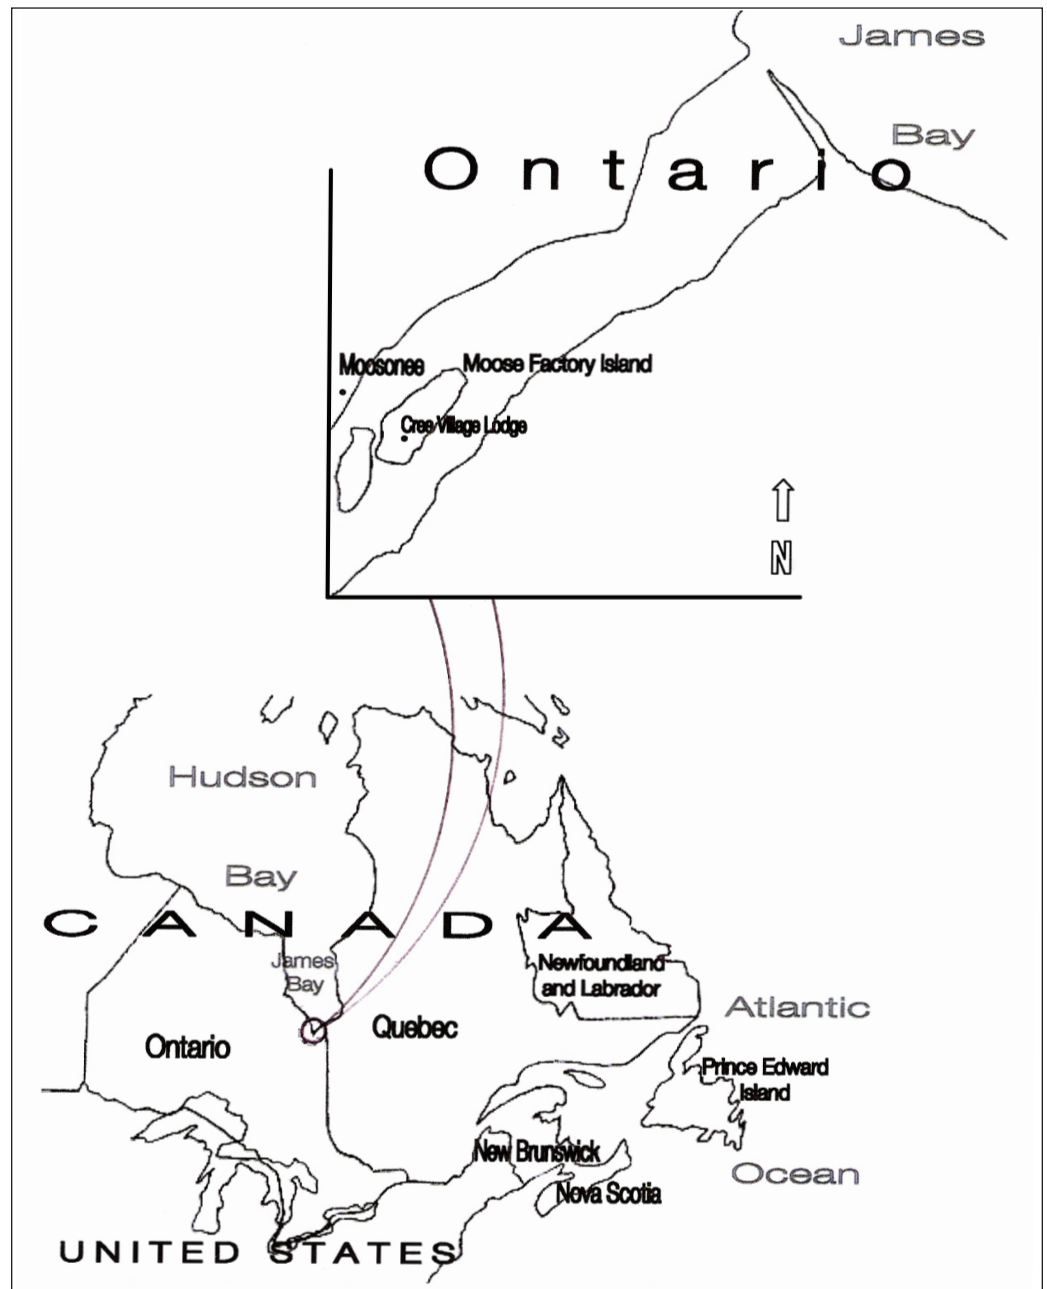 James
Bay
Ontario
Moosonee
Moose Factory Island
Cree Village Lodge
N
Hudson
Bay
CANADA
James
Bay
Newfoundland
and Labrador
Atlantic
Quebec
Ontario
Prince Edward
Island
New Brunswick
Ocean
Nova Scotia
UNITED STATES